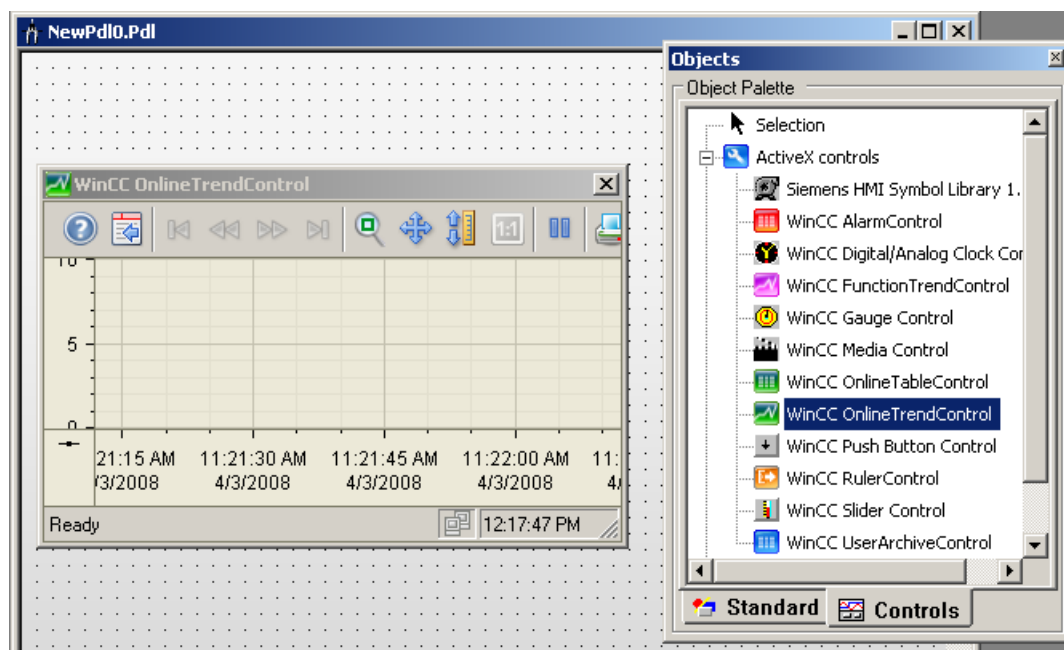 NewPdl0.Pdl
WinCC OnlineTrendControl
1:1
10
5
0
21:15 AM 11:21:30 AM 11:21:45 AM 11:22:00 AM 11:
/3/2008 4/3/2008 4/3/2008 4/3/2008 4/
Ready
12:17:47 PM
Objects
Object Palette
Selection
ActiveX controls
Siemens HMI Symbol Library 1.
WinCC AlarmControl
WinCC Digital/Analog Clock Cor
WinCC FunctionTrendControl
WinCC Gauge Control
WinCC Media Control
WinCC OnlineTableControl
WinCC OnlineTrendControl
WinCC Push Button Control
WinCC RulerControl
WinCC Slider Control
WinCC UserArchiveControl
Standard
Controls